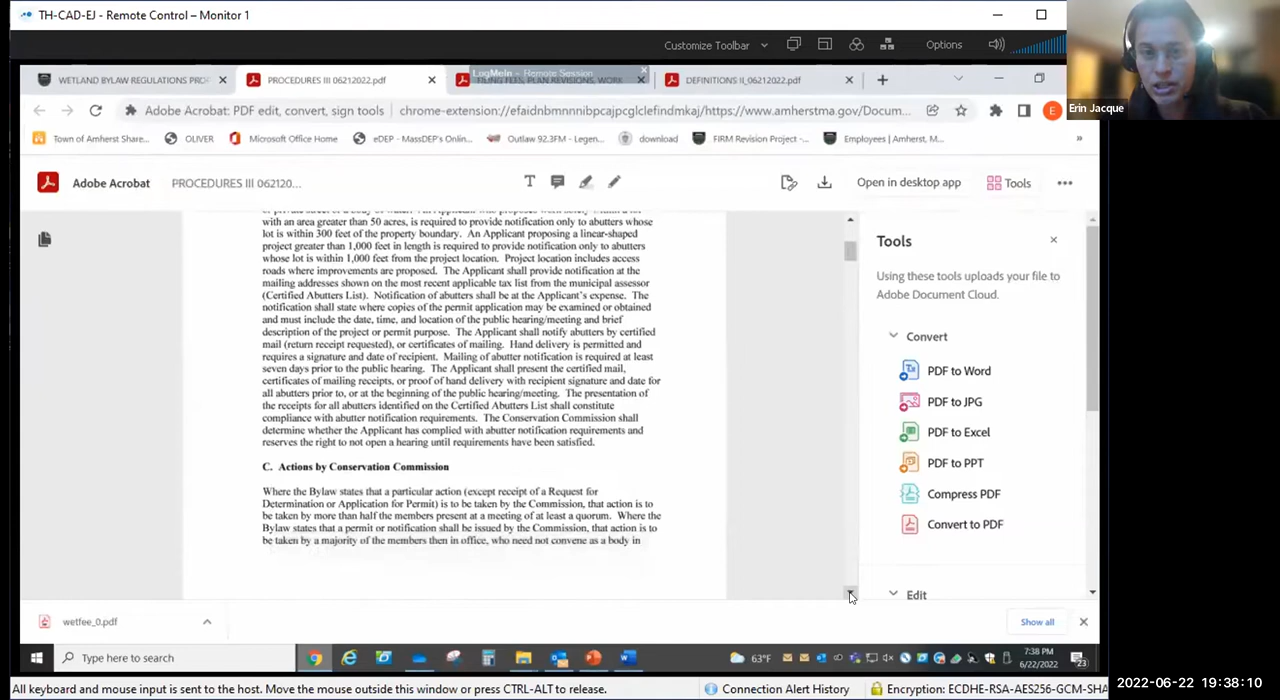 TH-CAD-EJ - Remote Control – Monitor 1
Customize Toolbar
Options
WETLAND BYLAW REGULATIONS PRO
PROCEDURES III 06212022.pdf
LogMeIn - Remote Session
FILING FEES, PLAN REVISIONS, WORK
DEFINITIONS II_06212022.pdf
Adobe Acrobat: PDF edit, convert, sign tools
chrome-extension://efaidnbmnnnibpcajpcglclefindmkaj/https://www.amherstma.gov/Docum...
E
Erin Jacque
Town of Amherst Share...
OLIVER
Microsoft Office Home
eDEP - MassDEP's Onlin...
Outlaw 92.3FM - Legen...
download
FIRM Revision Project -...
Employees | Amherst, M...
Adobe Acrobat
PROCEDURES III 062120...
Open in desktop app
Tools
with an area greater than 50 acres, is required to provide notification only to abutters whose
lot is within 300 feet of the property boundary. An Applicant proposing a linear-shaped
project greater than 1,000 feet in length is required to provide notification only to abutters
whose lot is within 1,000 feet from the project location. Project location includes access
roads where improvements are proposed. The Applicant shall provide notification at the
mailing addresses shown on the most recent applicable tax list from the municipal assessor
(Certified Abutters List). Notification of abutters shall be at the Applicant's expense. The
notification shall state where copies of the permit application may be examined or obtained
and must include the date, time, and location of the public hearing/meeting and brief
description of the project or permit purpose. The Applicant shall notify abutters by certified
mail (return receipt requested), or certificates of mailing. Hand delivery is permitted and
requires a signature and date of recipient. Mailing of abutter notification is required at least
seven days prior to the public hearing. The Applicant shall present the certified mail,
certificates of mailing receipts, or proof of hand delivery with recipient signature and date for
all abutters prior to, or at the beginning of the public hearing/meeting. The presentation of
the receipts for all abutters identified on the Certified Abutters List shall constitute
compliance with abutter notification requirements. The Conservation Commission shall
determine whether the Applicant has complied with abutter notification requirements and
reserves the right to not open a hearing until requirements have been satisfied.
C. Actions by Conservation Commission
Where the Bylaw states that a particular action (except receipt of a Request for
Determination or Application for Permit) is to be taken by the Commission, that action is to
be taken by more than half the members present at a meeting of at least a quorum. Where the
Bylaw states that a permit or notification shall be issued by the Commission, that action is to
be taken by a majority of the members then in office, who need not convene as a body in
Tools
Using these tools uploads your file to
Adobe Document Cloud.
Convert
PDF to Word
PDF to JPG
PDF to Excel
PDF to PPT
Compress PDF
Convert to PDF
Edit
wetfee_0.pdf
Show all
Type here to search
63°F
7:38 PM
6/22/2022
23
All keyboard and mouse input is sent to the host. Move the mouse outside this window or press CTRL-ALT to release.
Connection Alert History
Encryption: ECDHE-RSA-AES256-GCM-SHA
2022-06-22 19:38:10